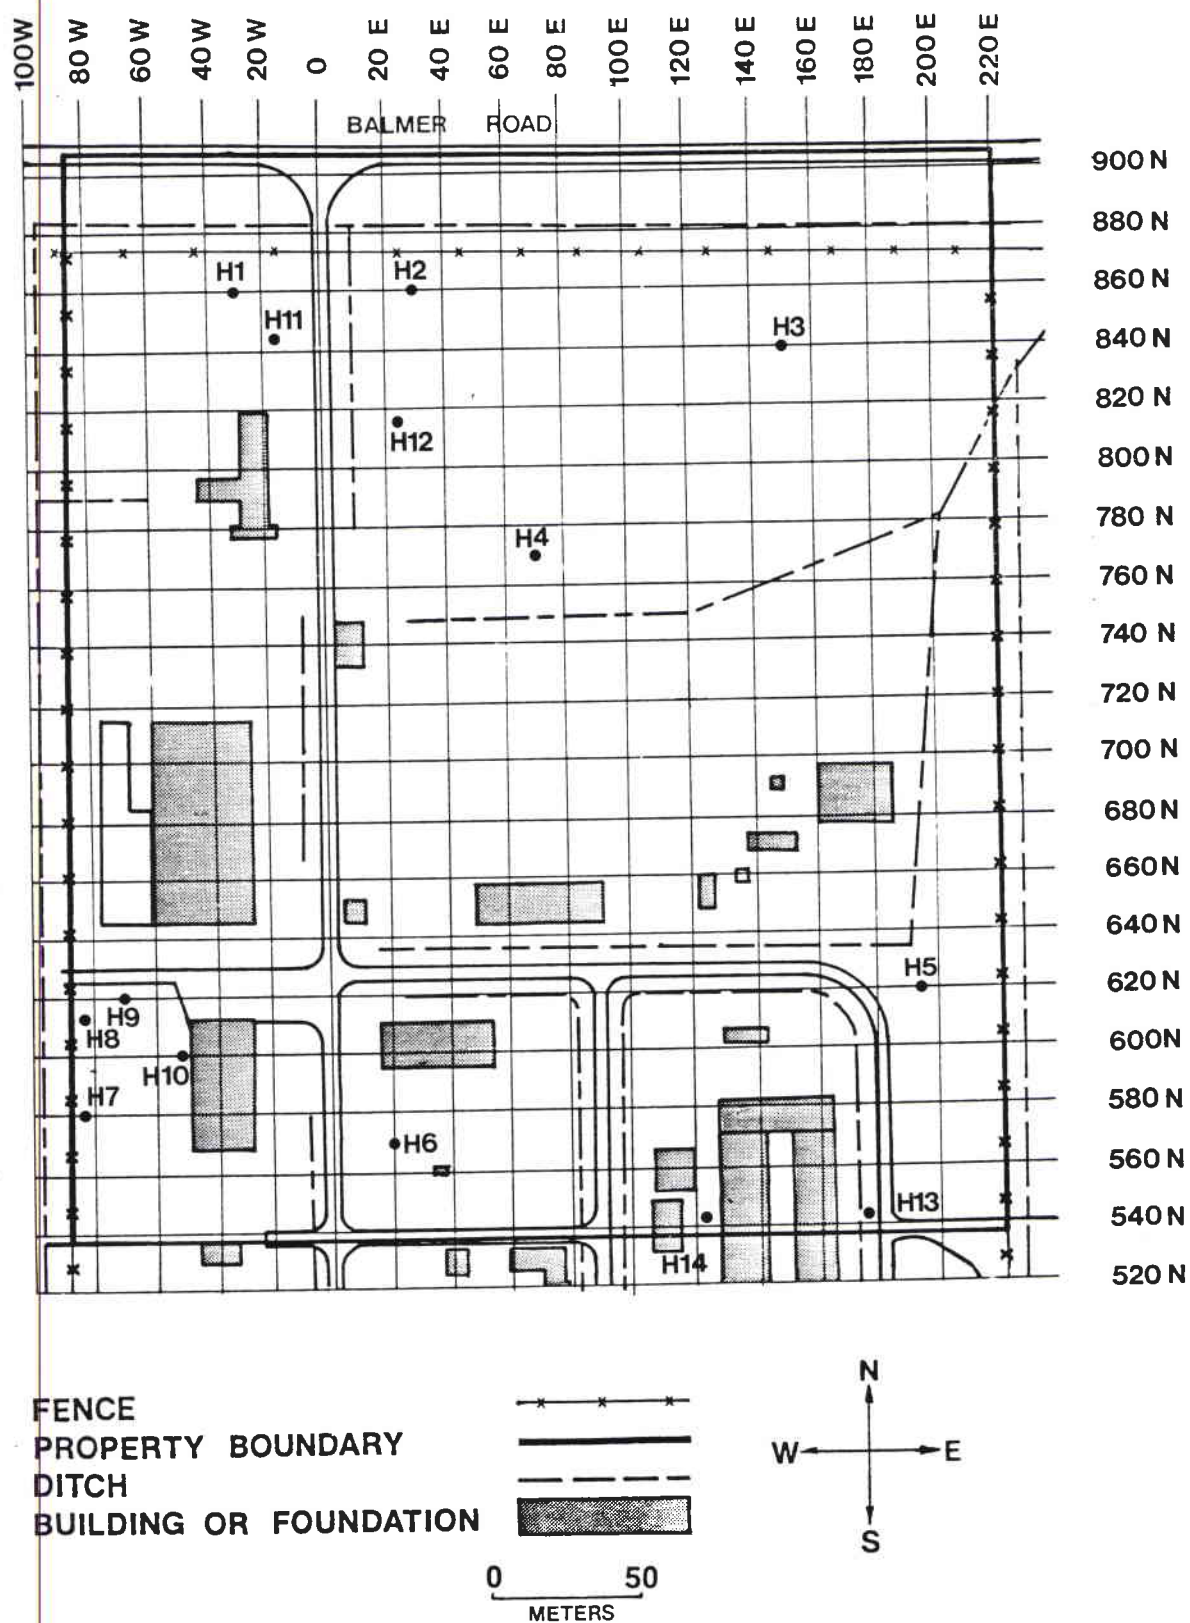 100W 80 W 60 W 40 W 20 W 0 20 E 40 E 60 E 80 E 100 E 120 E 140 E 160 E 180 E 200 E 220 E
BALMER ROAD
900 N
880 N
H1 H2 860 N
H11 H3 840 N
820 N
H12
800 N
780 N
H4
760 N
740 N
720 N
700 N
680 N
660 N
640 N
H5
620 N
H9
H8 600N
H10
H7 580 N
H6
560 N
H13
540 N
H14
520 N
N
FENCE
PROPERTY BOUNDARY W E
DITCH
BUILDING OR FOUNDATION
S
0 50
METERS